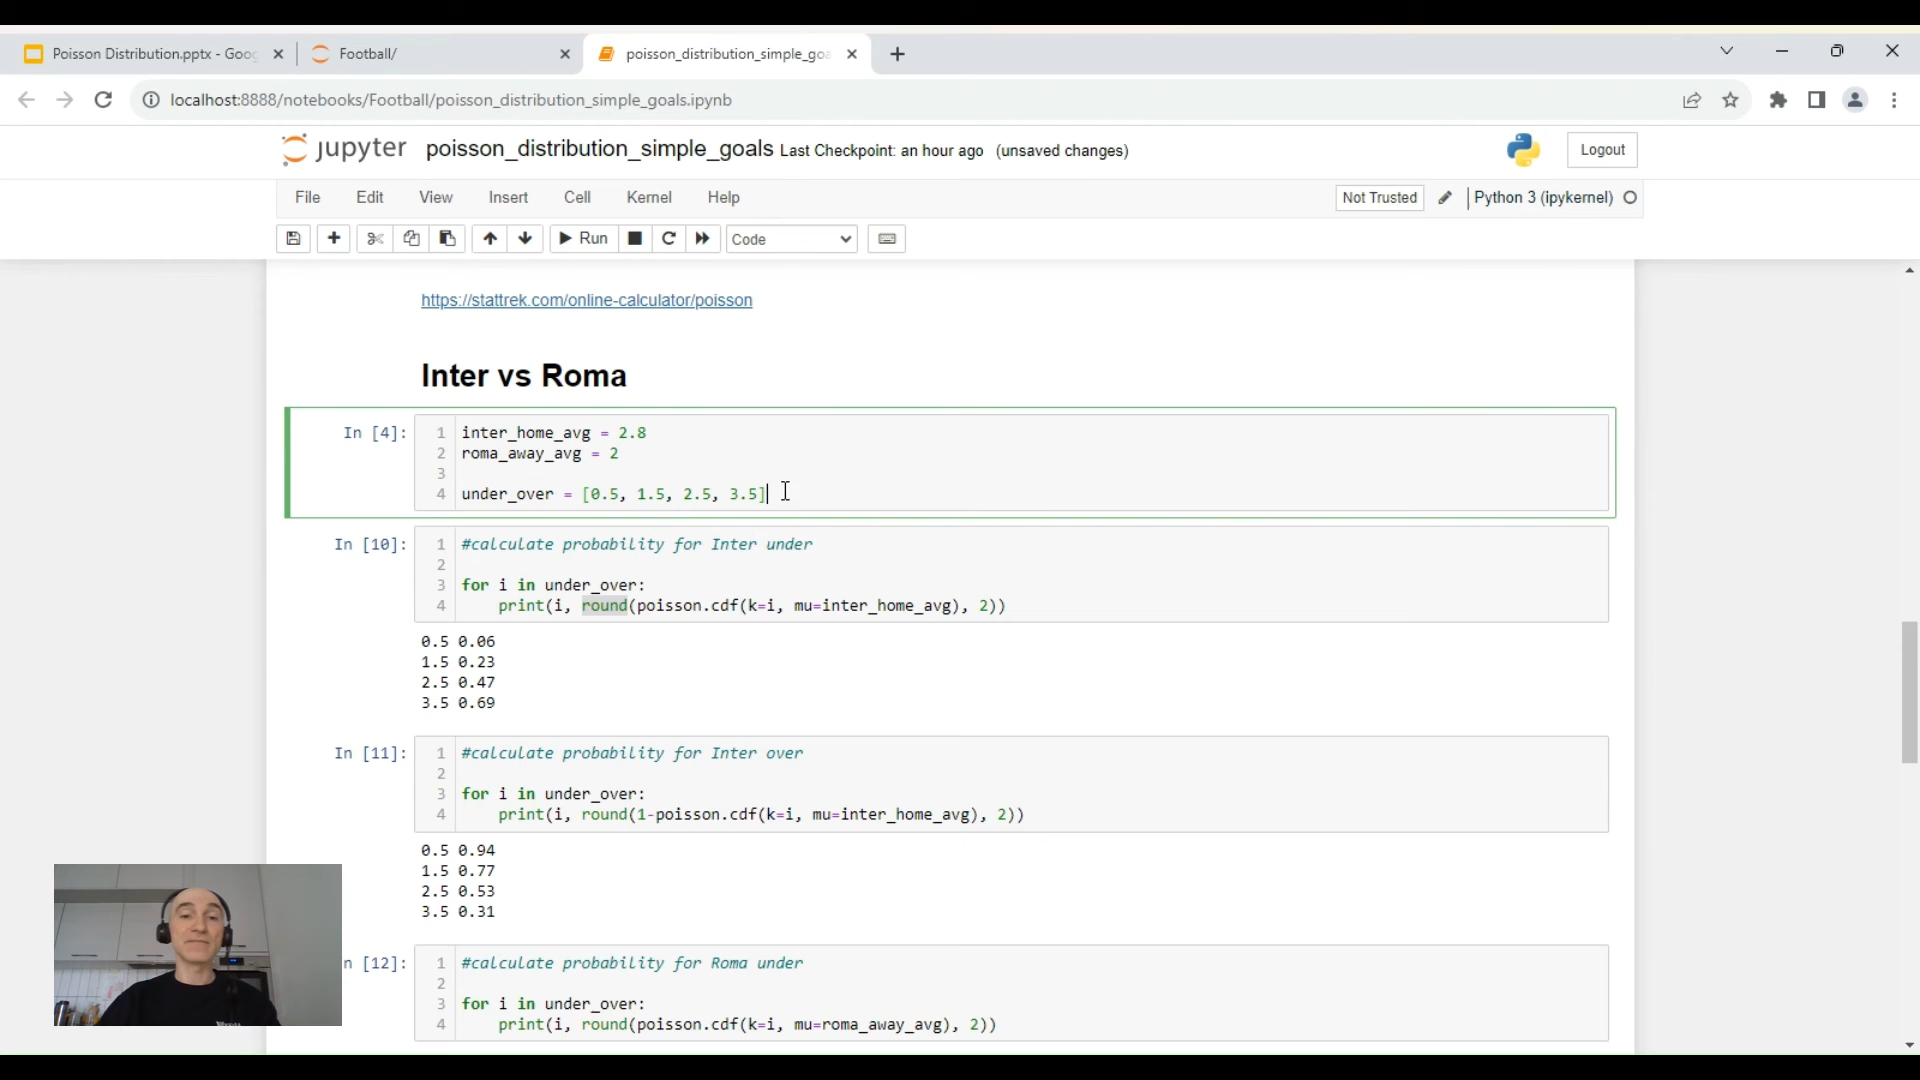 Poisson Distribution.pptx - Goog
Football/
poisson_distribution_simple_goa
localhost:8888/notebooks/Football/poisson_distribution_simple_goals.ipynb
jupyter poisson_distribution_simple_goals Last Checkpoint: an hour ago (unsaved changes)
Logout
File Edit View Insert Cell Kernel Help
Not Trusted Python 3 (ipykernel)
Run Code
https://stattrek.com/online-calculator/poisson
Inter vs Roma
In [4]:
1 inter_home_avg = 2.8
2 roma_away_avg = 2
3
4 under_over = [0.5, 1.5, 2.5, 3.5]
In [10]:
1 #calculate probability for Inter under
2
3 for i in under_over:
4 print(i, round(poisson.cdf(k=i, mu=inter_home_avg), 2))
0.5 0.06
1.5 0.23
2.5 0.47
3.5 0.69
In [11]:
1 #calculate probability for Inter over
2
3 for i in under_over:
4 print(i, round(1-poisson.cdf(k=i, mu=inter_home_avg), 2))
0.5 0.94
1.5 0.77
2.5 0.53
3.5 0.31
n [12]:
1 #calculate probability for Roma under
2
3 for i in under_over:
4 print(i, round(poisson.cdf(k=i, mu=roma_away_avg), 2))